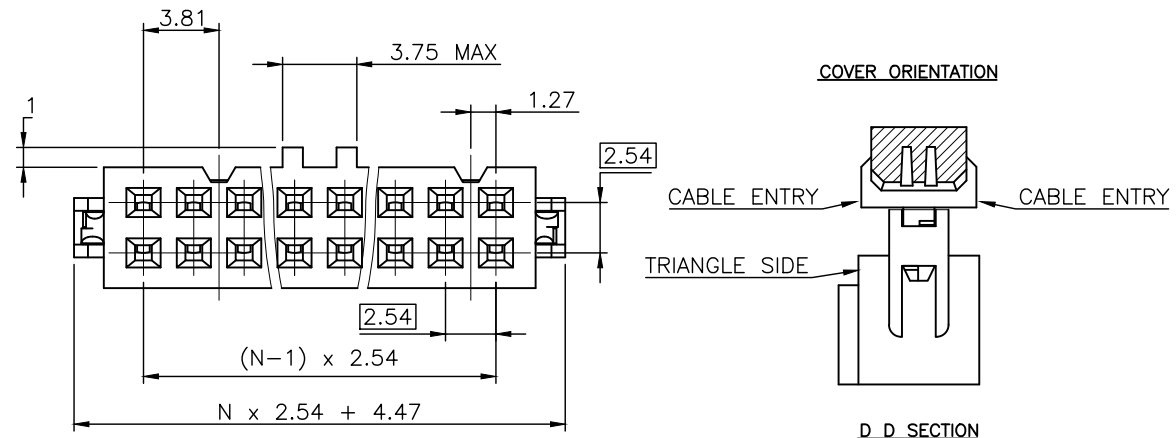 3.81
3.75 MAX
COVER ORIENTATION
1
1.27
2.54
CABLE ENTRY
CABLE ENTRY
TRIANGLE SIDE
2.54
(N-1) x 2.54
N x 2.54 + 4.47
D D SECTION